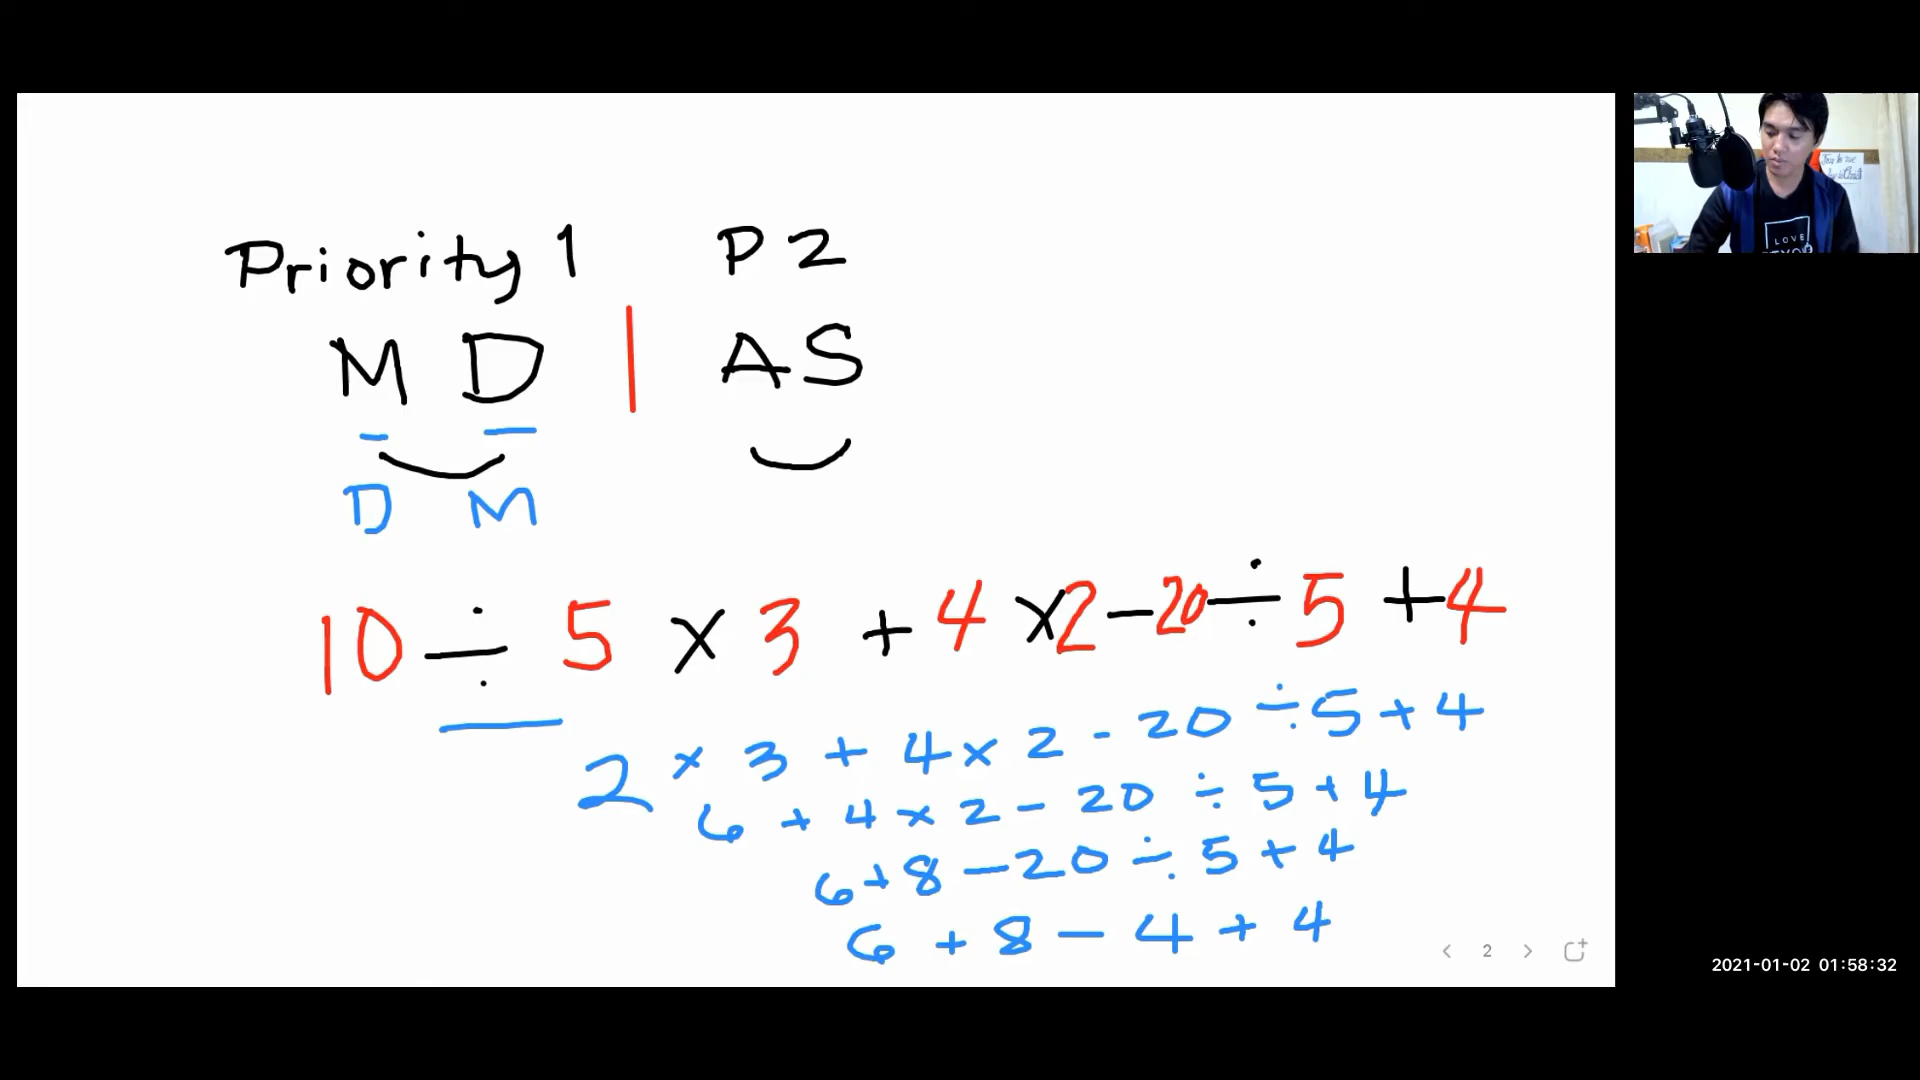 Priority 1 P2
M D | A S
D M
10 ÷ 5 × 3 + 4 × 2 - 20 ÷ 5 + 4
2 × 3 + 4 × 2 - 20 ÷ 5 + 4
6 + 4 × 2 - 20 ÷ 5 + 4
6 + 8 - 20 ÷ 5 + 4
6 + 8 - 4 + 4
< 2 >
LOVE
2021-01-02 01:58:32